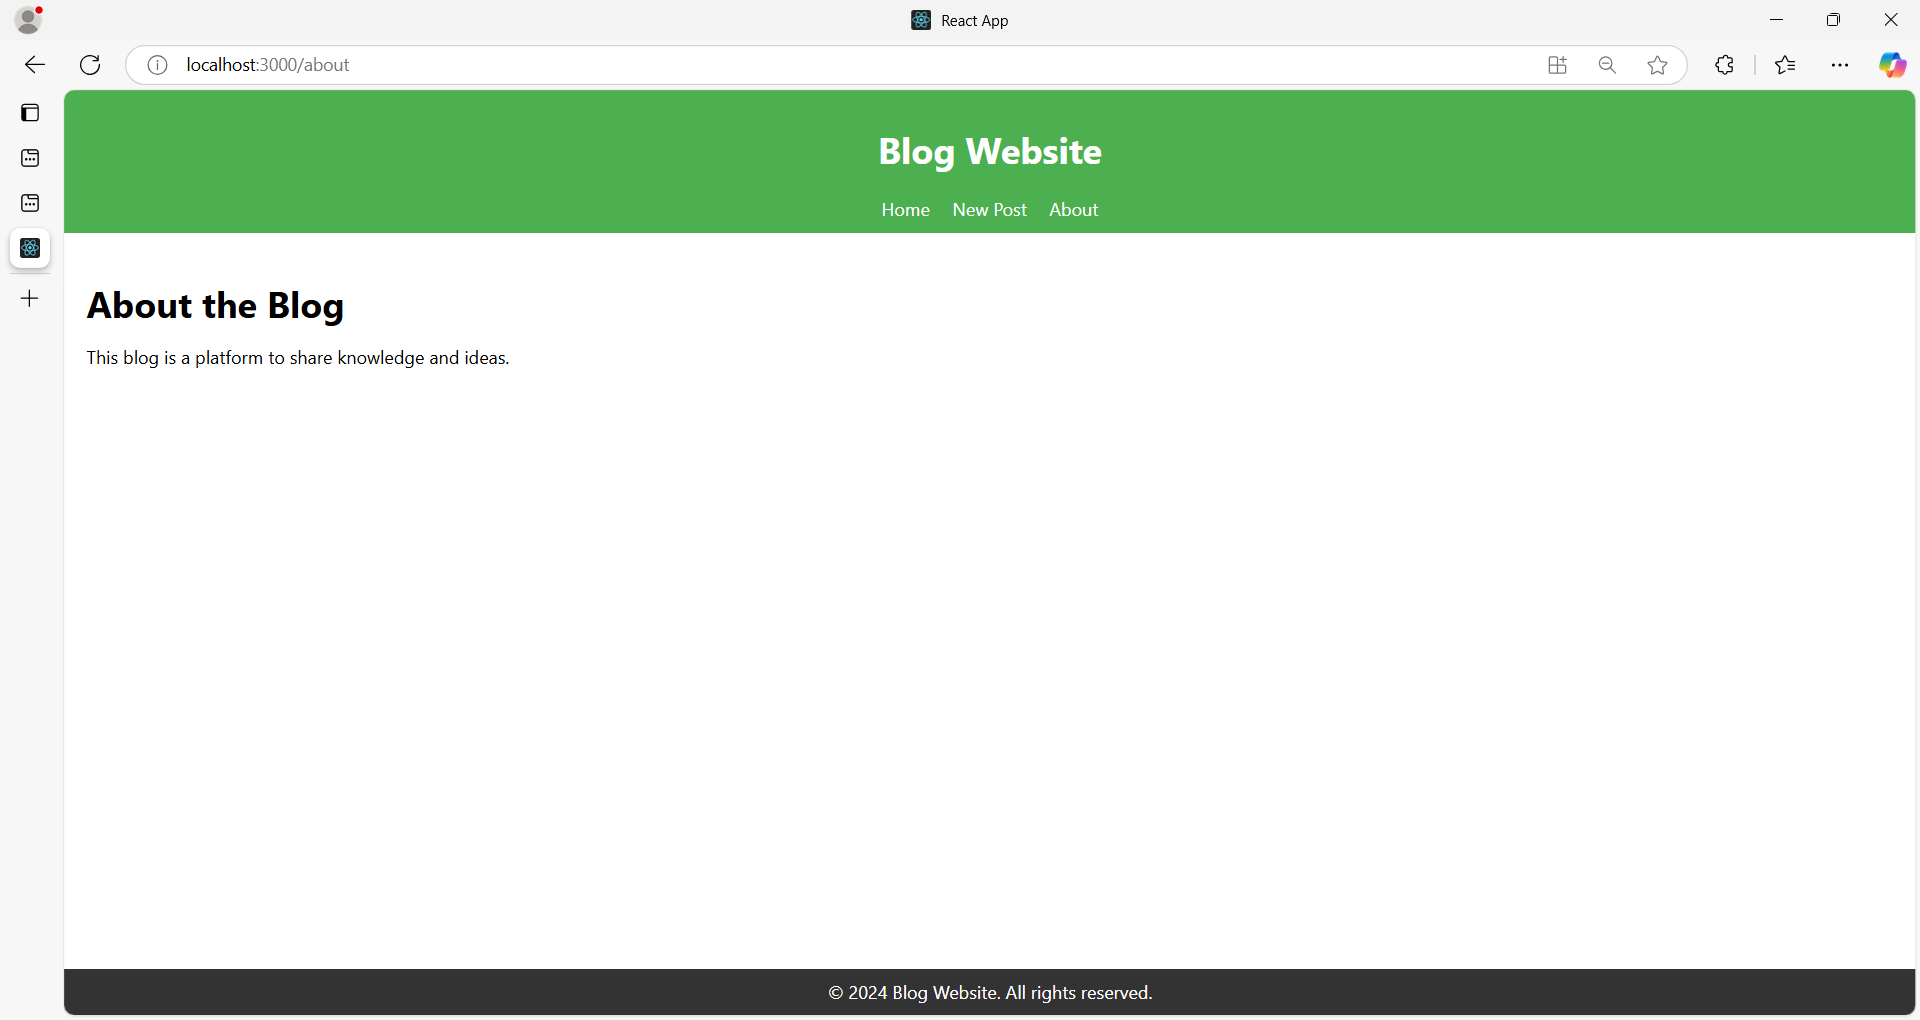 React App
localhost:3000/about
Blog Website
Home New Post About
About the Blog
This blog is a platform to share knowledge and ideas.
© 2024 Blog Website. All rights reserved.